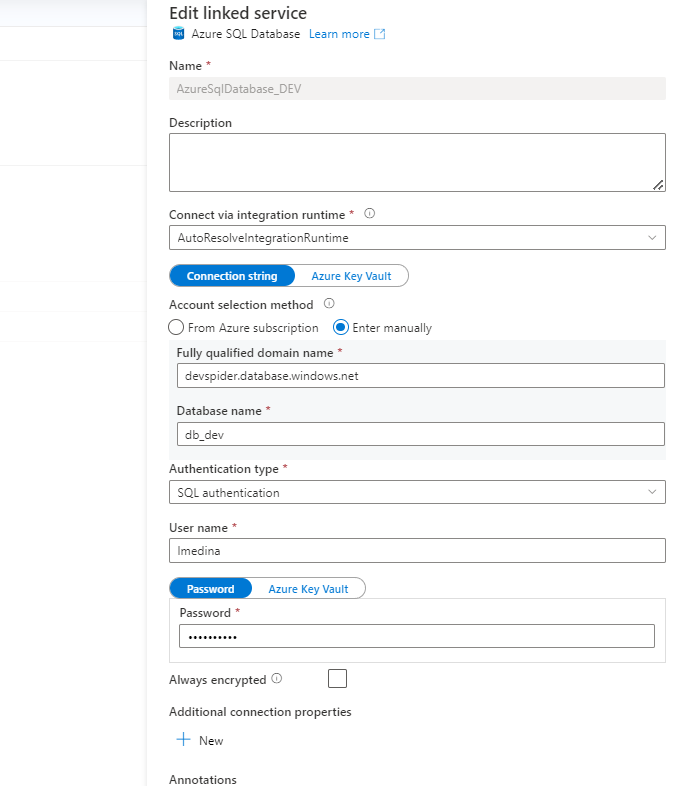 Edit linked service
Azure SQL Database Learn more
Name *
AzureSqlDatabase_DEV
Description
Connect via integration runtime *
AutoResolveIntegrationRuntime
Connection string Azure Key Vault
Account selection method
From Azure subscription Enter manually
Fully qualified domain name *
devspider.database.windows.net
Database name *
db_dev
Authentication type *
SQL authentication
User name *
lmedina
Password Azure Key Vault
Password *
••••••••••
Always encrypted
Additional connection properties
New
Annotations